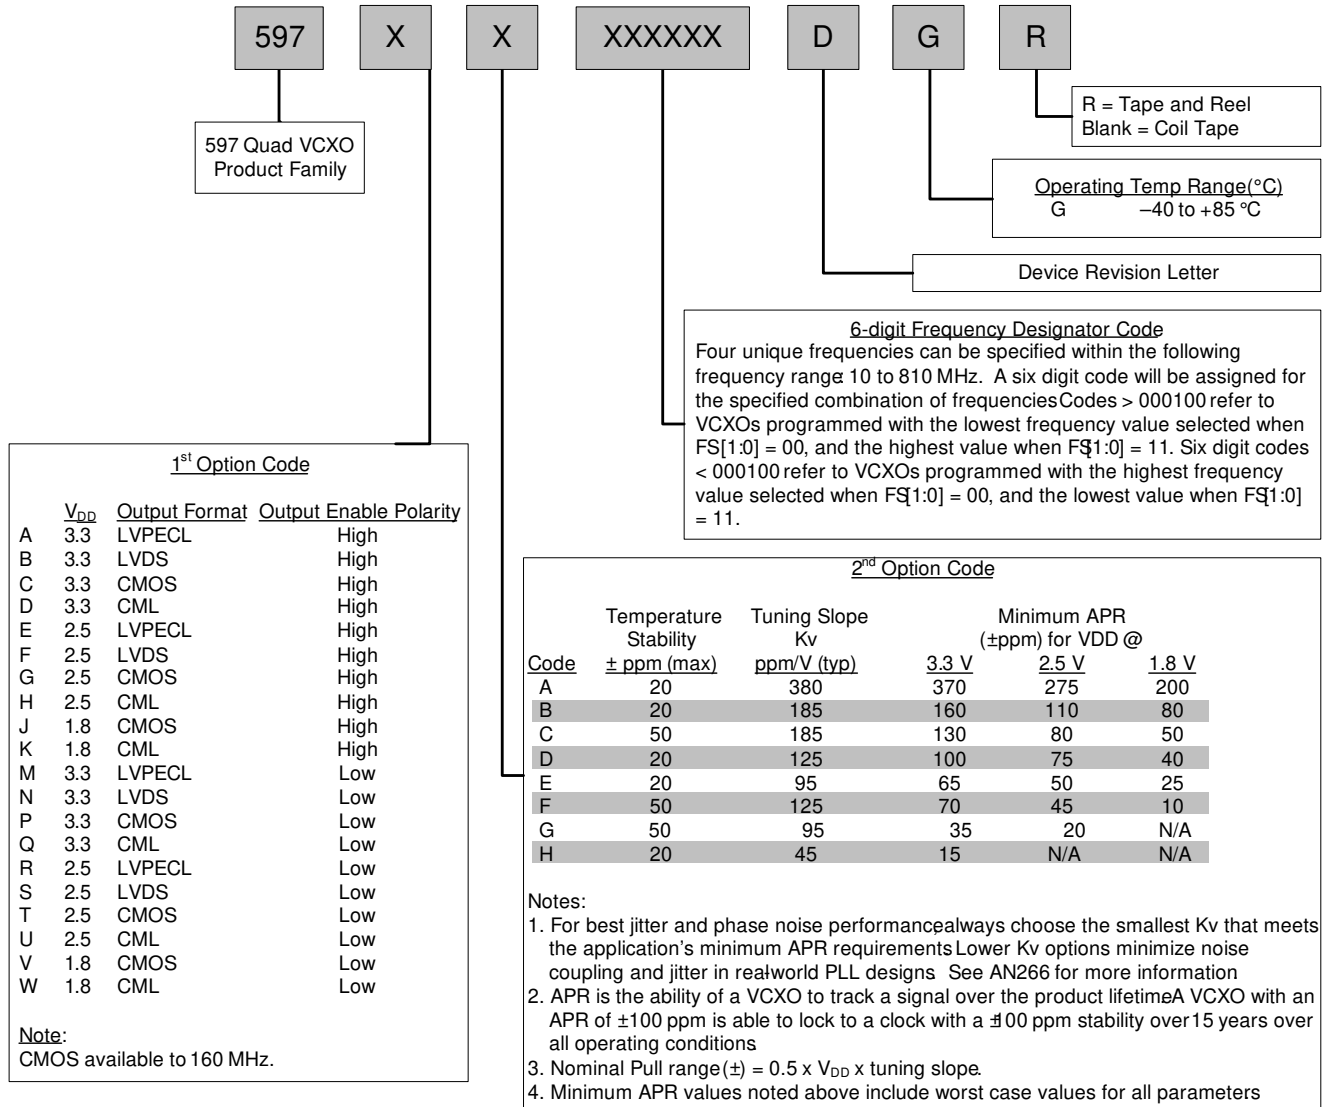 597 X X XXXXXX D G R
R = Tape and Reel
Blank = Coil Tape
597 Quad VCXO
Product Family
Operating Temp Range(°C)
G –40 to +85 °C
Device Revision Letter
6-digit Frequency Designator Code
Four unique frequencies can be specified within the following
frequency range: 10 to 810 MHz. A six digit code will be assigned for
the specified combination of frequencies. Codes > 000100 refer to
VCXOs programmed with the lowest frequency value selected when
FS[1:0] = 00, and the highest value when FS[1:0] = 11. Six digit codes
< 000100 refer to VCXOs programmed with the highest frequency
value selected when FS[1:0] = 00, and the lowest value when FS[1:0]
= 11.
1st Option Code
VDD Output Format Output Enable Polarity
A 3.3 LVPECL High
B 3.3 LVDS High
C 3.3 CMOS High
D 3.3 CML High
E 2.5 LVPECL High
F 2.5 LVDS High
G 2.5 CMOS High
H 2.5 CML High
J 1.8 CMOS High
K 1.8 CML High
M 3.3 LVPECL Low
N 3.3 LVDS Low
P 3.3 CMOS Low
Q 3.3 CML Low
R 2.5 LVPECL Low
S 2.5 LVDS Low
T 2.5 CMOS Low
U 2.5 CML Low
V 1.8 CMOS Low
W 1.8 CML Low
Note:
CMOS available to 160 MHz.
2nd Option Code
Temperature Tuning Slope Minimum APR
Stability Kv (±ppm) for VDD @
Code ± ppm (max) ppm/V (typ) 3.3 V 2.5 V 1.8 V
A 20 380 370 275 200
B 20 185 160 110 80
C 50 185 130 80 50
D 20 125 100 75 40
E 20 95 65 50 25
F 50 125 70 45 10
G 50 95 35 20 N/A
H 20 45 15 N/A N/A
Notes:
1. For best jitter and phase noise performance, always choose the smallest Kv that meets
the application's minimum APR requirements. Lower Kv options minimize noise
coupling and jitter in real-world PLL designs. See AN266 for more information.
2. APR is the ability of a VCXO to track a signal over the product lifetime. A VCXO with an
APR of ±100 ppm is able to lock to a clock with a ±100 ppm stability over 15 years over
all operating conditions.
3. Nominal Pull range (±) = 0.5 x VDD x tuning slope.
4. Minimum APR values noted above include worst case values for all parameters